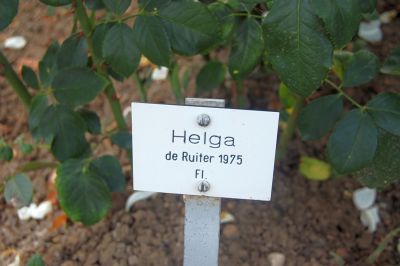 Helga
de Ruiter 1975
Fl.